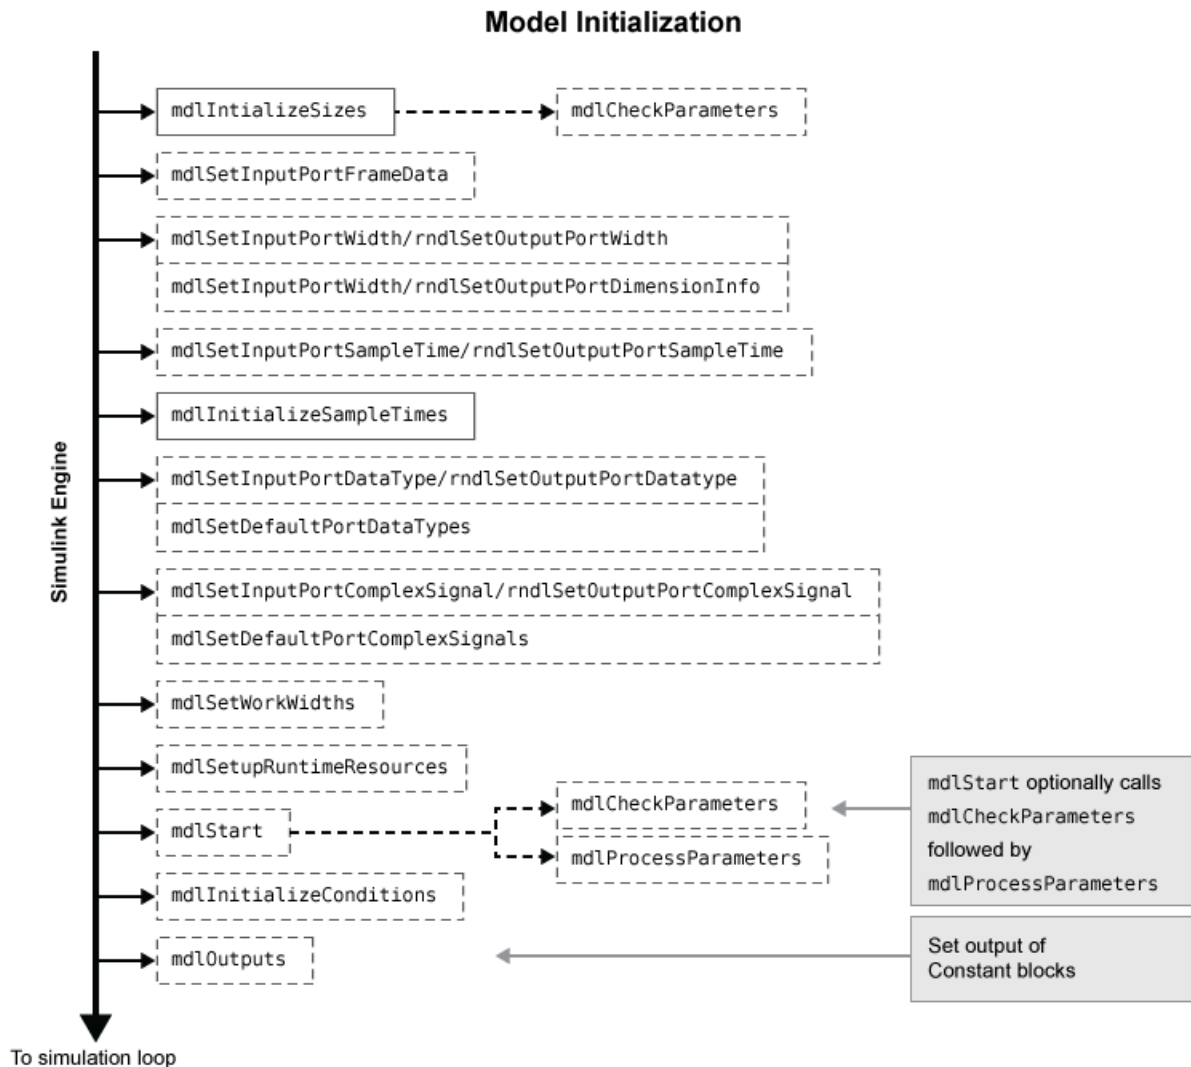 Model Initialization
mdlIntializeSizes
mdlCheckParameters
mdlSetInputPortFrameData
mdlSetInputPortWidth/rndlSetOutputPortWidth
mdlSetInputPortWidth/rndlSetOutputPortDimensionInfo
mdlSetInputPortSampleTime/rndlSetOutputPortSampleTime
mdlInitializeSampleTimes
Simulink Engine
mdlSetInputPortDataType/rndlSetOutputPortDatatype
mdlSetDefaultPortDataTypes
mdlSetInputPortComplexSignal/rndlSetOutputPortComplexSignal
mdlSetDefaultPortComplexSignals
mdlSetWorkWidths
mdlSetupRuntimeResources
mdlStart
mdlCheckParameters
mdlProcessParameters
mdlStart optionally calls
mdlCheckParameters
followed by
mdlProcessParameters
mdlInitializeConditions
mdlOutputs
Set output of
Constant blocks
To simulation loop